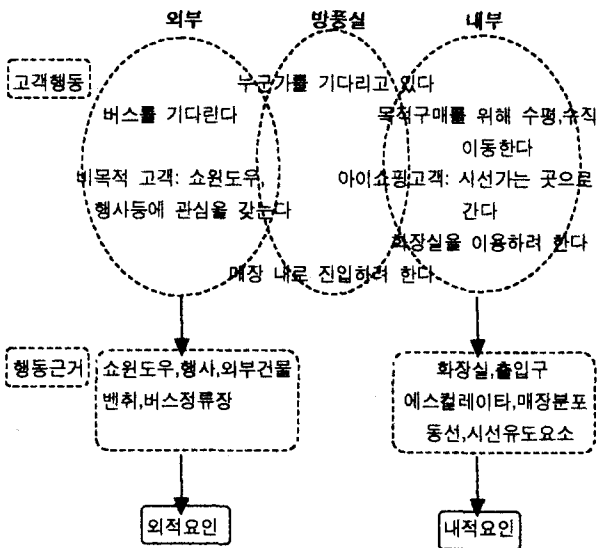 외부 방풍실 내부
고객행동
누군가를 기다리고 있다
버스를 기다린다
목적구매를 위해 수평,수직
이동한다
비목적 고객: 쇼윈도우,
행사등에 관심을 갖는다
아이쇼핑고객: 시선가는 곳으로
간다
화장실을 이용하려 한다
매장 내로 진입하려 한다
행동근거
쇼윈도우,행사,외부건물
벤취,버스정류장
화장실,출입구
에스컬레이타,매장분포
동선,시선유도요소
외적요인
내적요인